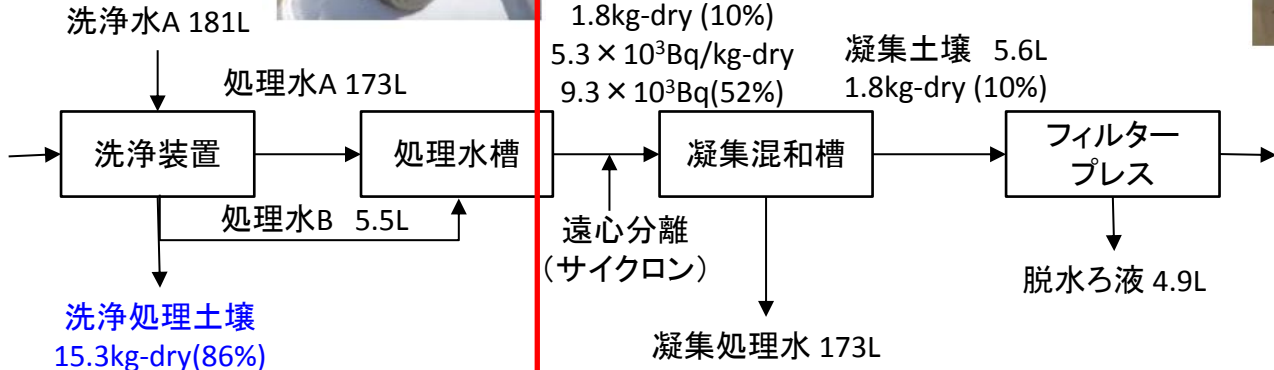 洗浄水A 181L
処理水A 173L
洗浄装置
処理水槽
処理水B 5.5L
洗浄処理土壌
15.3kg-dry(86%)
1.8kg-dry (10%)
5.3×10³Bq/kg-dry
9.3×10³Bq(52%)
凝集土壌 5.6L
1.8kg-dry (10%)
凝集混和槽
フィルター
プレス
遠心分離
(サイクロン)
脱水ろ液 4.9L
凝集処理水 173L